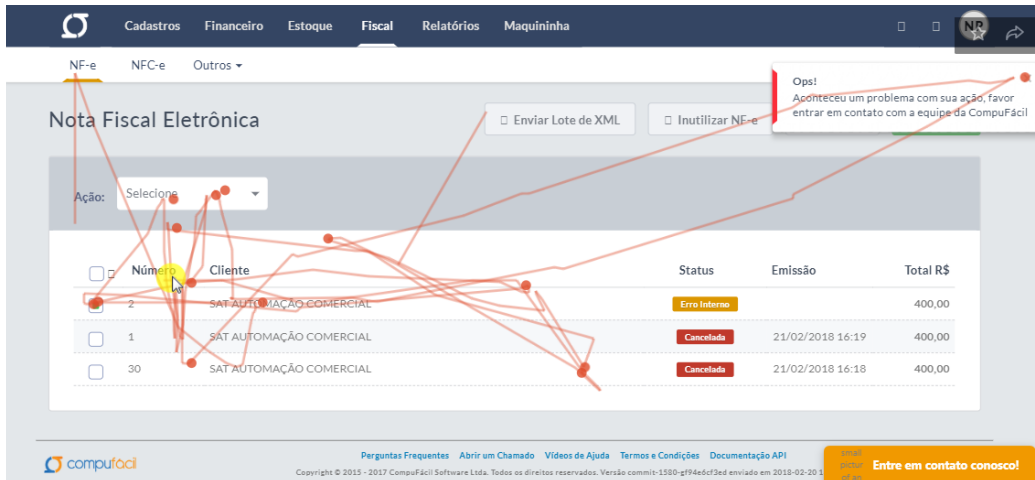 Cadastros Financeiro Estoque Fiscal Relatórios Maquininha NR
NF-e NFC-e Outros
Ops!
Aconteceu um problema com sua ação, favor
entrar em contato com a equipe da CompuFácil
Nota Fiscal Eletrônica Enviar Lote de XML Inutilizar NF-e
Ação: Selecione
Número Cliente Status Emissão Total R$
2 SAT AUTOMAÇÃO COMERCIAL Erro Interno 400,00
1 SAT AUTOMAÇÃO COMERCIAL Cancelada 21/02/2018 16:19 400,00
30 SAT AUTOMAÇÃO COMERCIAL Cancelada 21/02/2018 16:18 400,00
compufácil
Perguntas Frequentes Abrir um Chamado Vídeos de Ajuda Termos e Condições Documentação API
Copyright © 2015 - 2017 CompuFácil Software Ltda. Todos os direitos reservados. Versão commit-1580-gf94e6cf3ed enviado em 2018-02-20 1
small
pictur
of an
Entre em contato conosco!